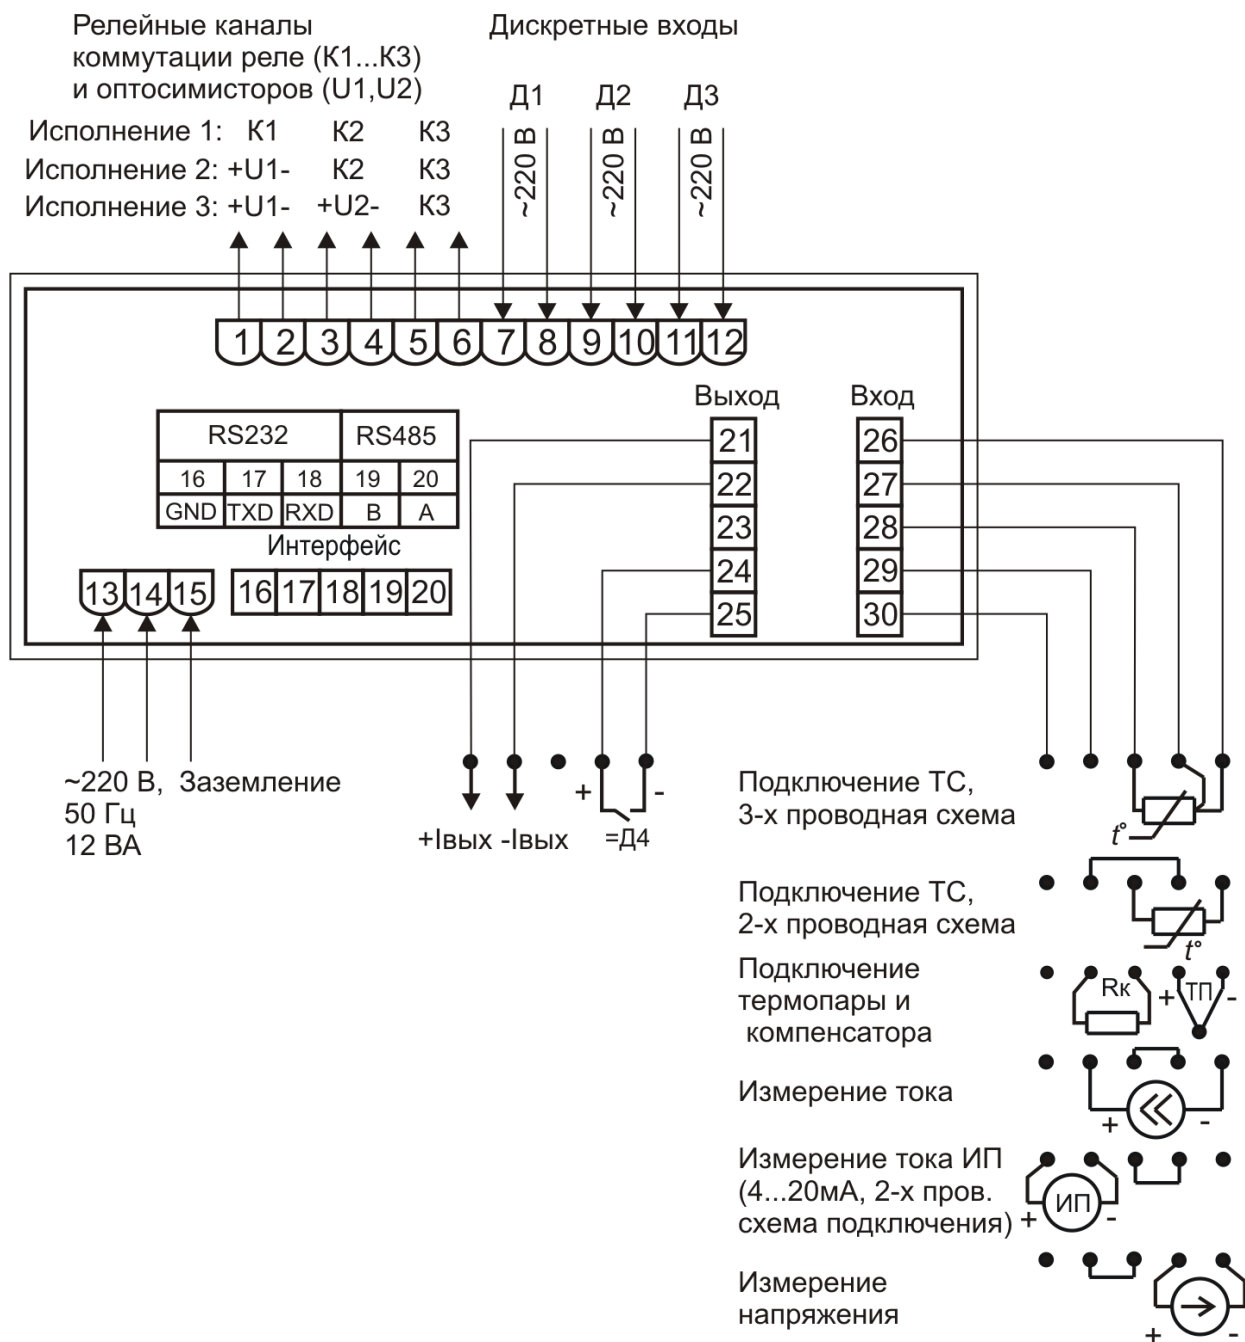 Релейные каналы
коммутации реле (К1...К3)
и оптосимисторов (U1,U2)
Дискретные входы
Д1 Д2 Д3
Исполнение 1: К1 К2 К3
Исполнение 2: +U1- К2 К3
Исполнение 3: +U1- +U2- К3
~220 В ~220 В ~220 В
1 2 3 4 5 6 7 8 9 10 11 12
Выход Вход
RS232 RS485
16 17 18 19 20
GND TXD RXD B A
Интерфейс
13 14 15 16 17 18 19 20
21 26
22 27
23 28
24 29
25 30
~220 В, Заземление
50 Гц
12 ВА
+ -
+Iвых -Iвых =Д4
Подключение ТС,
3-х проводная схема
t°
Подключение ТС,
2-х проводная схема
t°
Подключение
термопары и
компенсатора
Rк + ТП -
Измерение тока
+ -
Измерение тока ИП
(4...20мА, 2-х пров.
схема подключения)
+ ИП -
Измерение
напряжения
+ -